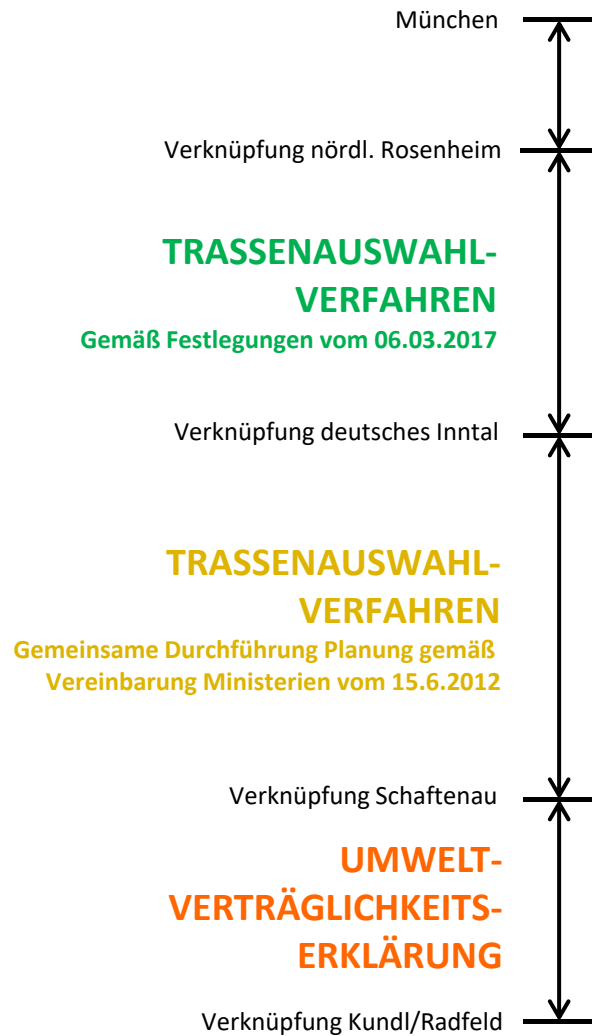 München
Verknüpfung nördl. Rosenheim
TRASSENAUSWAHL-
VERFAHREN
Gemäß Festlegungen vom 06.03.2017
Verknüpfung deutsches Inntal
TRASSENAUSWAHL-
VERFAHREN
Gemeinsame Durchführung Planung gemäß
Vereinbarung Ministerien vom 15.6.2012
Verknüpfung Schaftenau
UMWELT-
VERTRÄGLICHKEITS-
ERKLÄRUNG
Verknüpfung Kundl/Radfeld